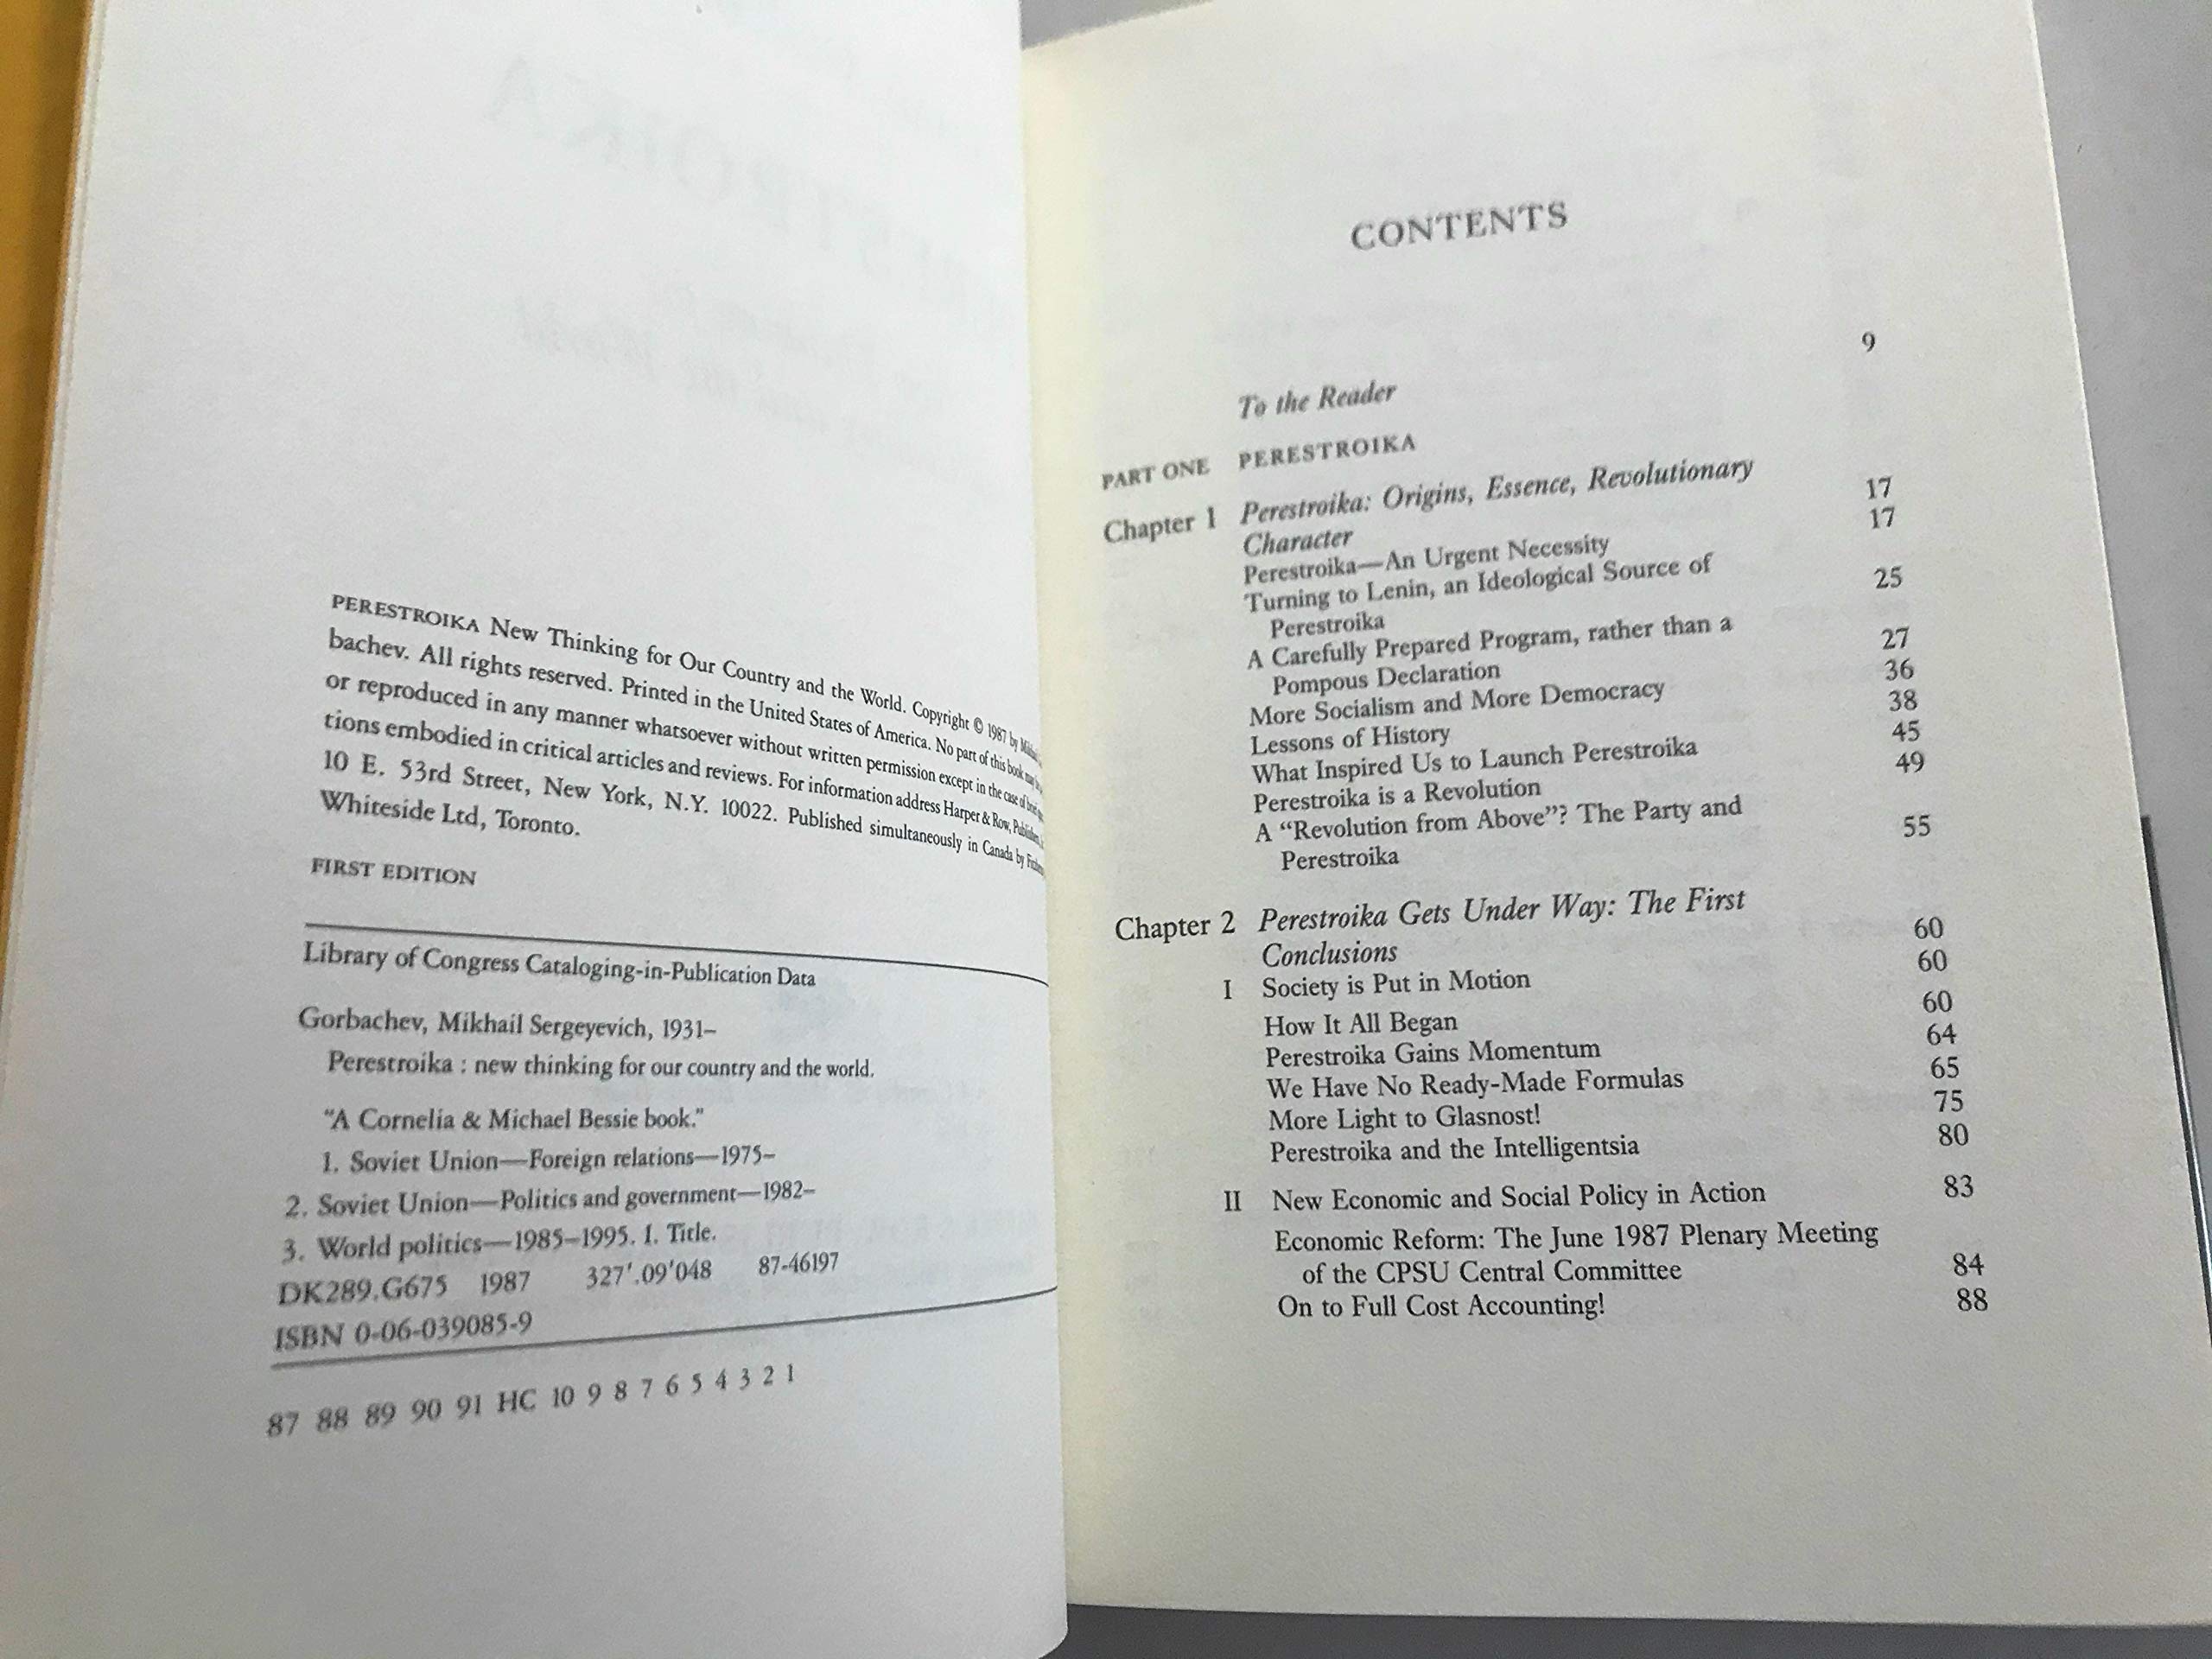 PERESTROIKA New Thinking for Our Country and the World. Copyright © 1987 by Mikhail
bachev. All rights reserved. Printed in the United States of America. No part of this book may be
or reproduced in any manner whatsoever without written permission except in the case of brief
tions embodied in critical articles and reviews. For information address Harper & Row, Publishers,
10 E. 53rd Street, New York, N.Y. 10022. Published simultaneously in Canada by
Whiteside Ltd, Toronto.
FIRST EDITION
Library of Congress Cataloging-in-Publication Data
Gorbachev, Mikhail Sergeyevich, 1931–
Perestroika : new thinking for our country and the world.
"A Cornelia & Michael Bessie book."
1. Soviet Union—Foreign relations—1975–
2. Soviet Union—Politics and government—1982–
3. World politics—1985–1995. I. Title.
DK289.G675 1987 327'.09'048 87-46197
ISBN 0-06-039085-9
87 88 89 90 91 HC 10 9 8 7 6 5 4 3 2 1
CONTENTS
To the Reader 9
PART ONE PERESTROIKA
Chapter 1 Perestroika: Origins, Essence, Revolutionary
Character 17
Perestroika—An Urgent Necessity 17
Turning to Lenin, an Ideological Source of
Perestroika 25
A Carefully Prepared Program, rather than a
Pompous Declaration 27
More Socialism and More Democracy 36
Lessons of History 38
What Inspired Us to Launch Perestroika 45
Perestroika is a Revolution 49
A “Revolution from Above”? The Party and
Perestroika 55
Chapter 2 Perestroika Gets Under Way: The First
Conclusions 60
I Society is Put in Motion 60
How It All Began 60
Perestroika Gains Momentum 64
We Have No Ready-Made Formulas 65
More Light to Glasnost! 75
Perestroika and the Intelligentsia 80
II New Economic and Social Policy in Action 83
Economic Reform: The June 1987 Plenary Meeting
of the CPSU Central Committee 84
On to Full Cost Accounting! 88